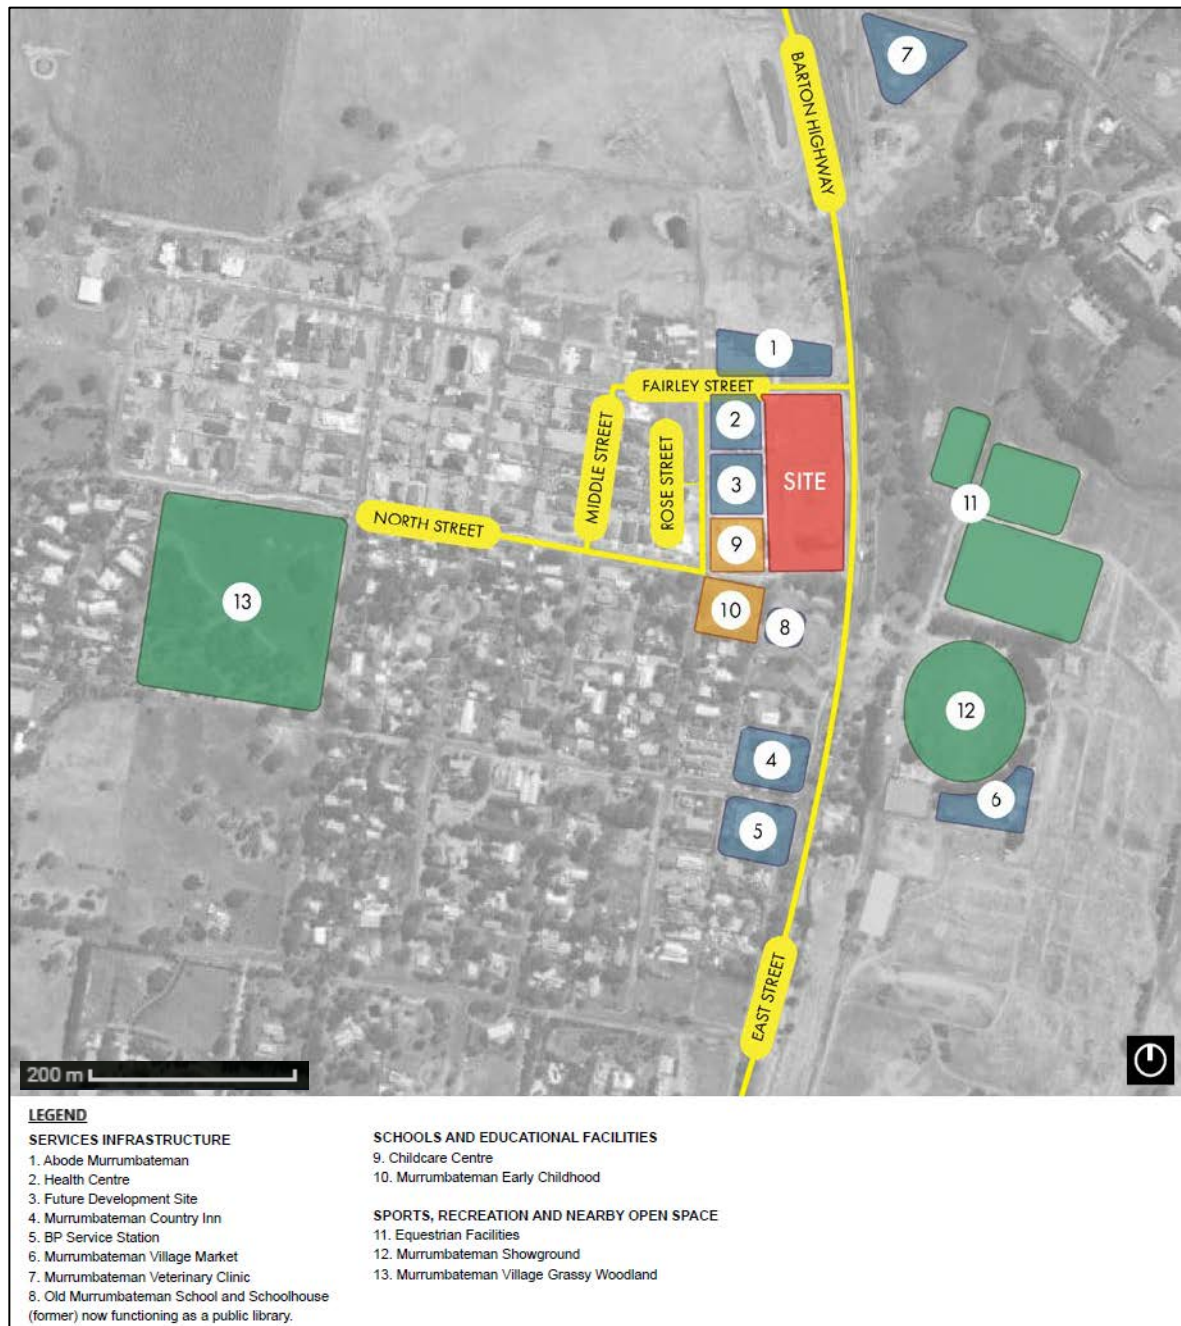 7
BARTON HIGHWAY
1
FAIRLEY STREET
2
MIDDLE STREET
ROSE STREET
3
SITE
11
NORTH STREET
9
13
10
8
12
4
6
5
EAST STREET
200 m
LEGEND
SERVICES INFRASTRUCTURE
1. Abode Murrumbateman
2. Health Centre
3. Future Development Site
4. Murrumbateman Country Inn
5. BP Service Station
6. Murrumbateman Village Market
7. Murrumbateman Veterinary Clinic
8. Old Murrumbateman School and Schoolhouse
(former) now functioning as a public library.
SCHOOLS AND EDUCATIONAL FACILITIES
9. Childcare Centre
10. Murrumbateman Early Childhood
SPORTS, RECREATION AND NEARBY OPEN SPACE
11. Equestrian Facilities
12. Murrumbateman Showground
13. Murrumbateman Village Grassy Woodland